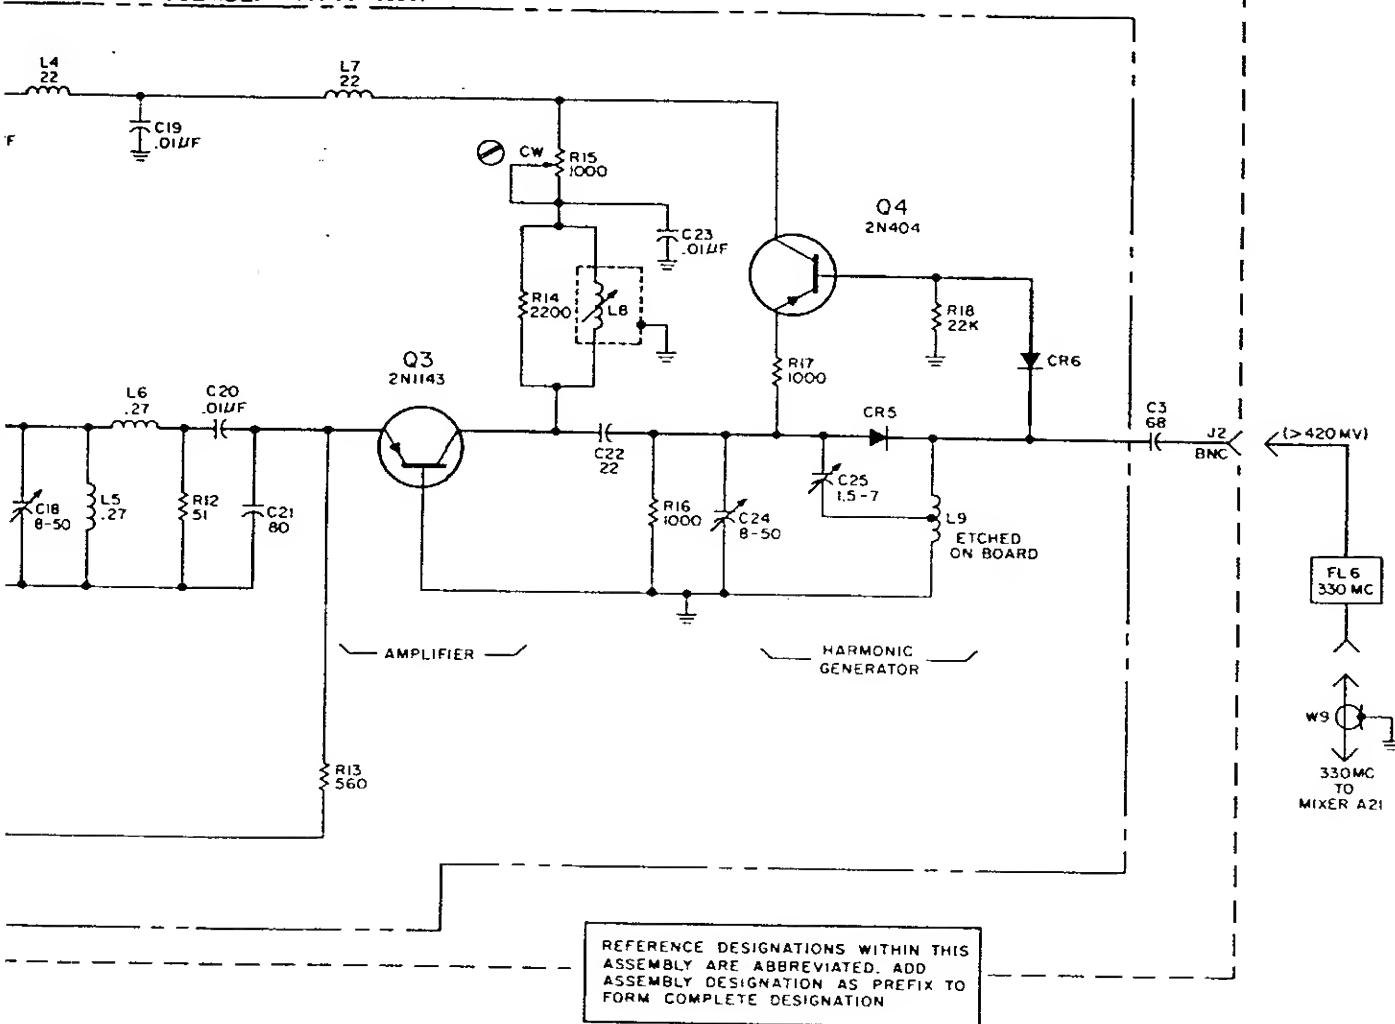 L4
22
L7
22
C19
.01UF
F
CW
R15
1000
C23
.01UF
Q4
2N404
R14
2200
L8
R18
22K
Q3
2N1143
R17
1000
CR6
L6
.27
C20
.01UF
CR5
C3
68
J2
BNC
(>420MV)
C22
22
C18
8-50
L5
.27
R12
51
C21
80
R16
1000
C24
8-50
C25
1.5-7
L9
ETCHED
ON BOARD
FL6
330 MC
AMPLIFIER
HARMONIC
GENERATOR
W9
R13
560
330MC
TO
MIXER A21
REFERENCE DESIGNATIONS WITHIN THIS
ASSEMBLY ARE ABBREVIATED. ADD
ASSEMBLY DESIGNATION AS PREFIX TO
FORM COMPLETE DESIGNATION